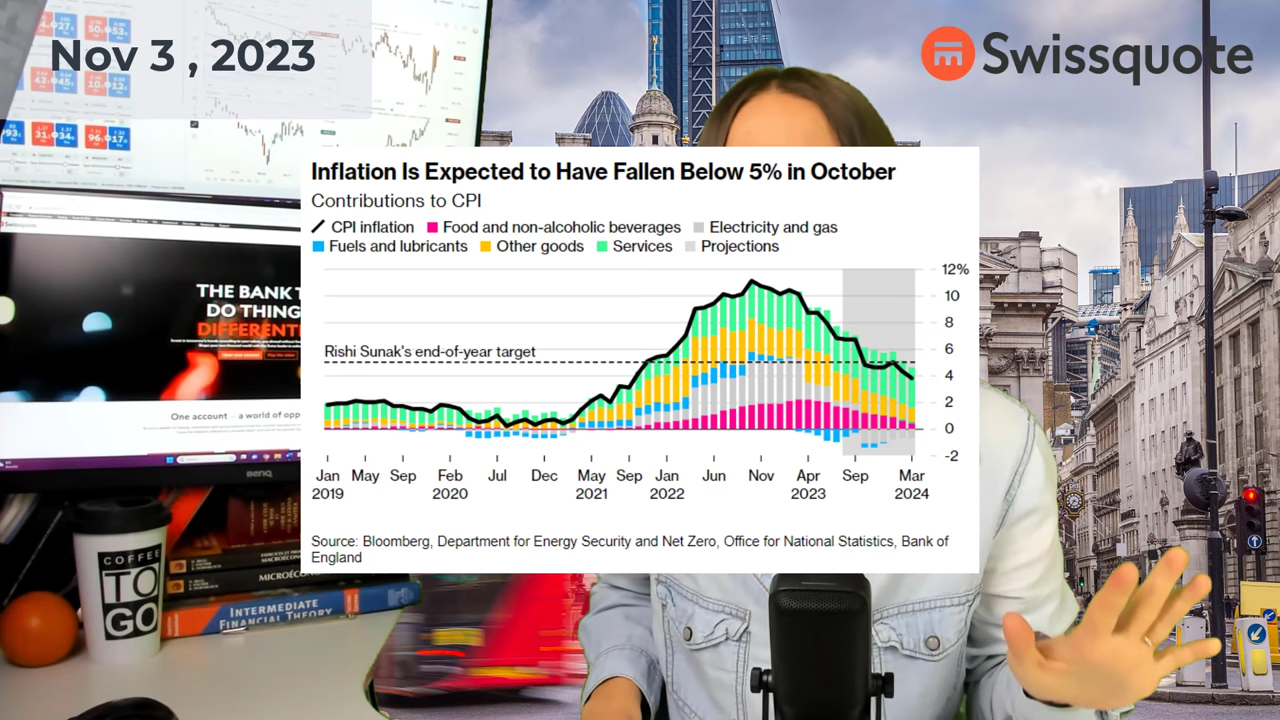 Nov 3 , 2023
Swissquote
Inflation Is Expected to Have Fallen Below 5% in October
Contributions to CPI
CPI inflation Food and non-alcoholic beverages Electricity and gas
Fuels and lubricants Other goods Services Projections
12%
10
8
6
4
2
0
-2
Rishi Sunak's end-of-year target
Jan May Sep Feb Jul Dec May Sep Jan Jun Nov Apr Sep Mar
2019 2020 2021 2022 2023 2024
Source: Bloomberg, Department for Energy Security and Net Zero, Office for National Statistics, Bank of
England
THE BANK
DO THING
DIFFERENT
One account – a world of opp
BenQ
COFFEE
TO
GO
INTERMEDIATE
FINANCIAL THEORY